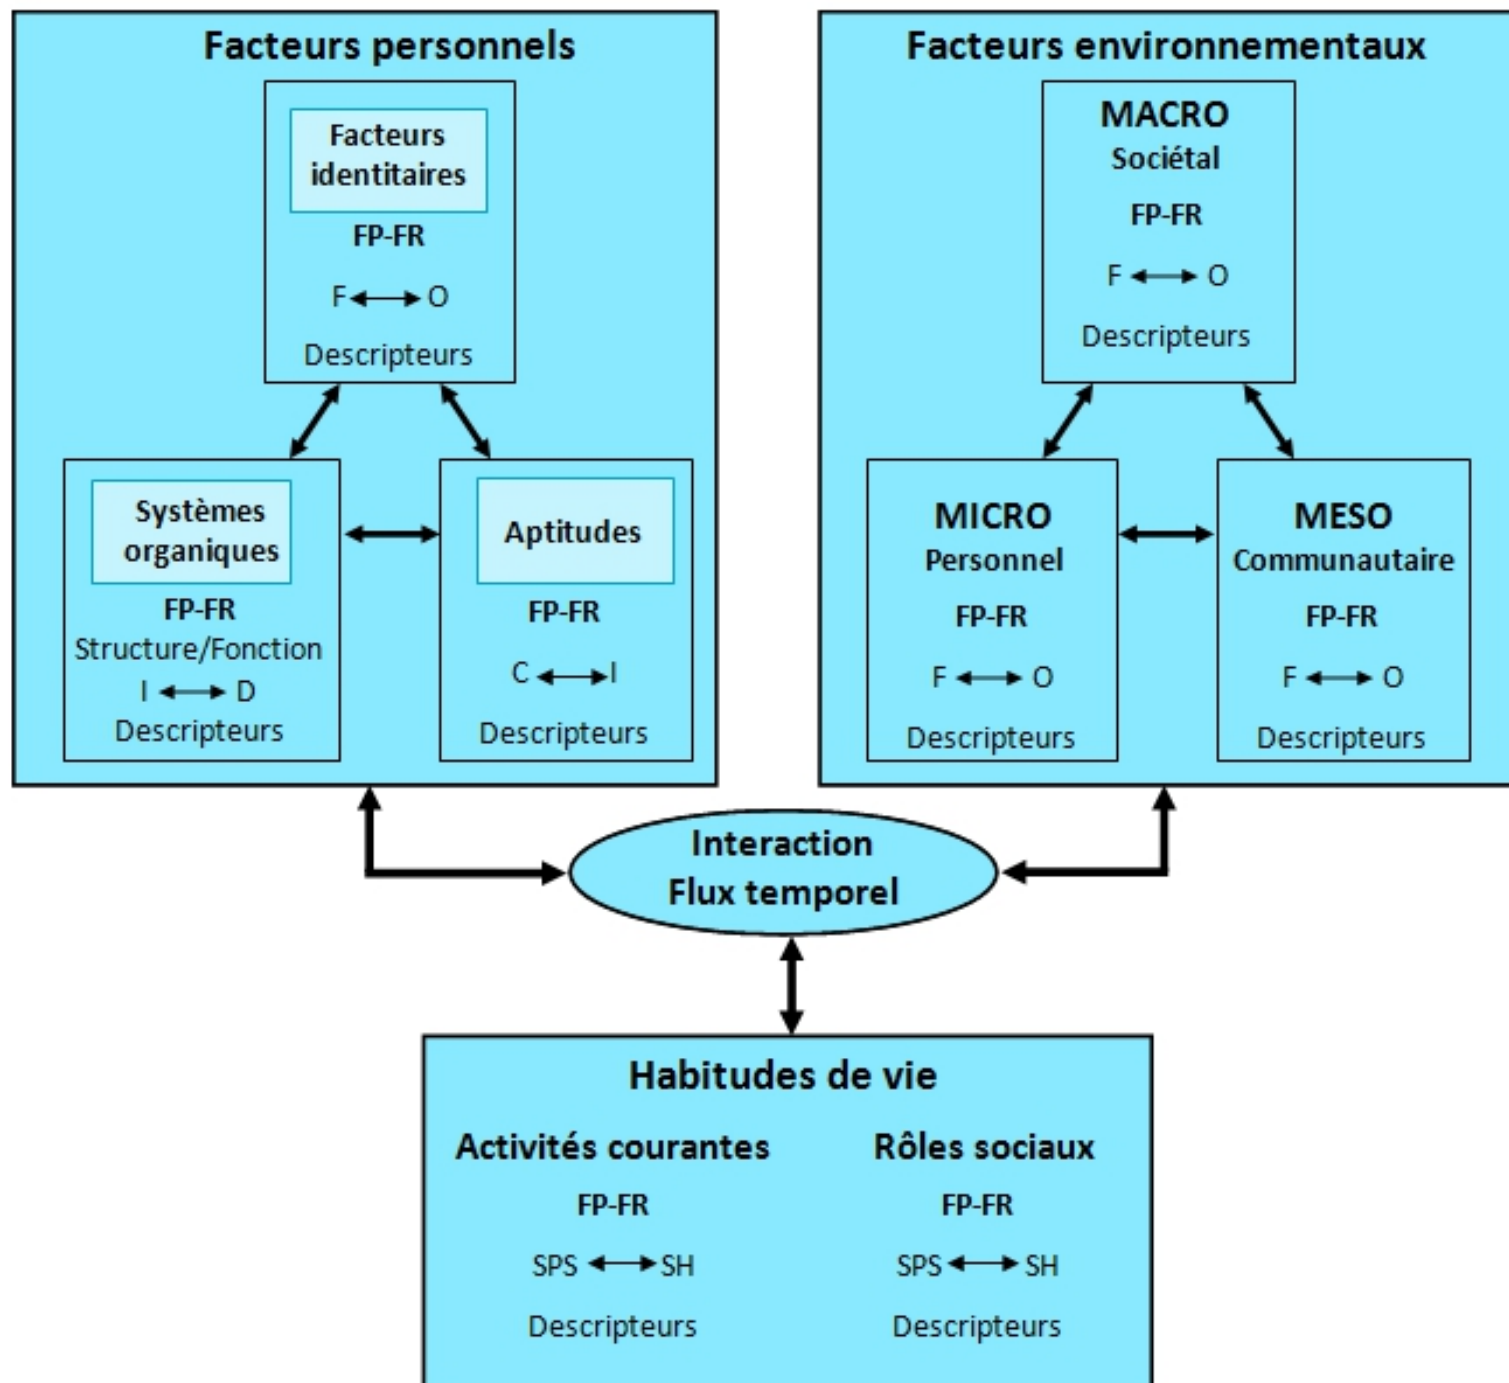 Facteurs personnels
Facteurs
identitaires
FP-FR
F O
Descripteurs
Systèmes
organiques
FP-FR
Structure/Fonction
I D
Descripteurs
Aptitudes
FP-FR
C I
Descripteurs
Facteurs environnementaux
MACRO
Sociétal
FP-FR
F O
Descripteurs
MICRO
Personnel
FP-FR
F O
Descripteurs
MESO
Communautaire
FP-FR
F O
Descripteurs
Interaction
Flux temporel
Habitudes de vie
Activités courantes
FP-FR
SPS SH
Descripteurs
Rôles sociaux
FP-FR
SPS SH
Descripteurs